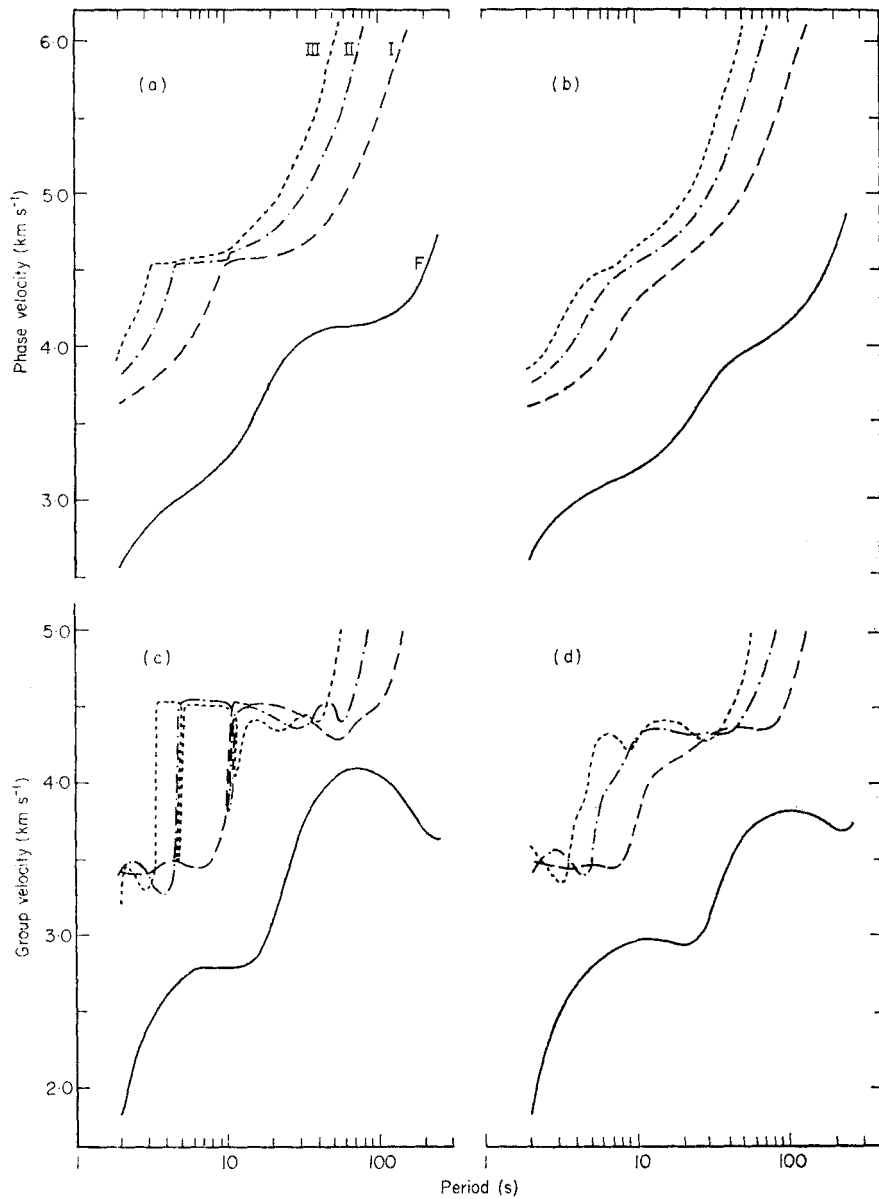 6·0
5·0
4·0
3·0
Phase velocity (km s⁻¹)
(a)
III
II
I
F
(b)
5·0
4·0
3·0
2·0
Group velocity (km s⁻¹)
(c)
(d)
1
10
100
1
10
100
Period (s)